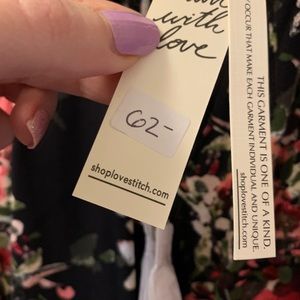 with
love
62-
shoplovestitch.com
THIS GARMENT IS ONE OF A KIND.
OCCUR THAT MAKE EACH
GARMENT INDIVIDUAL AND UNIQUE.
shoplovestitch.com